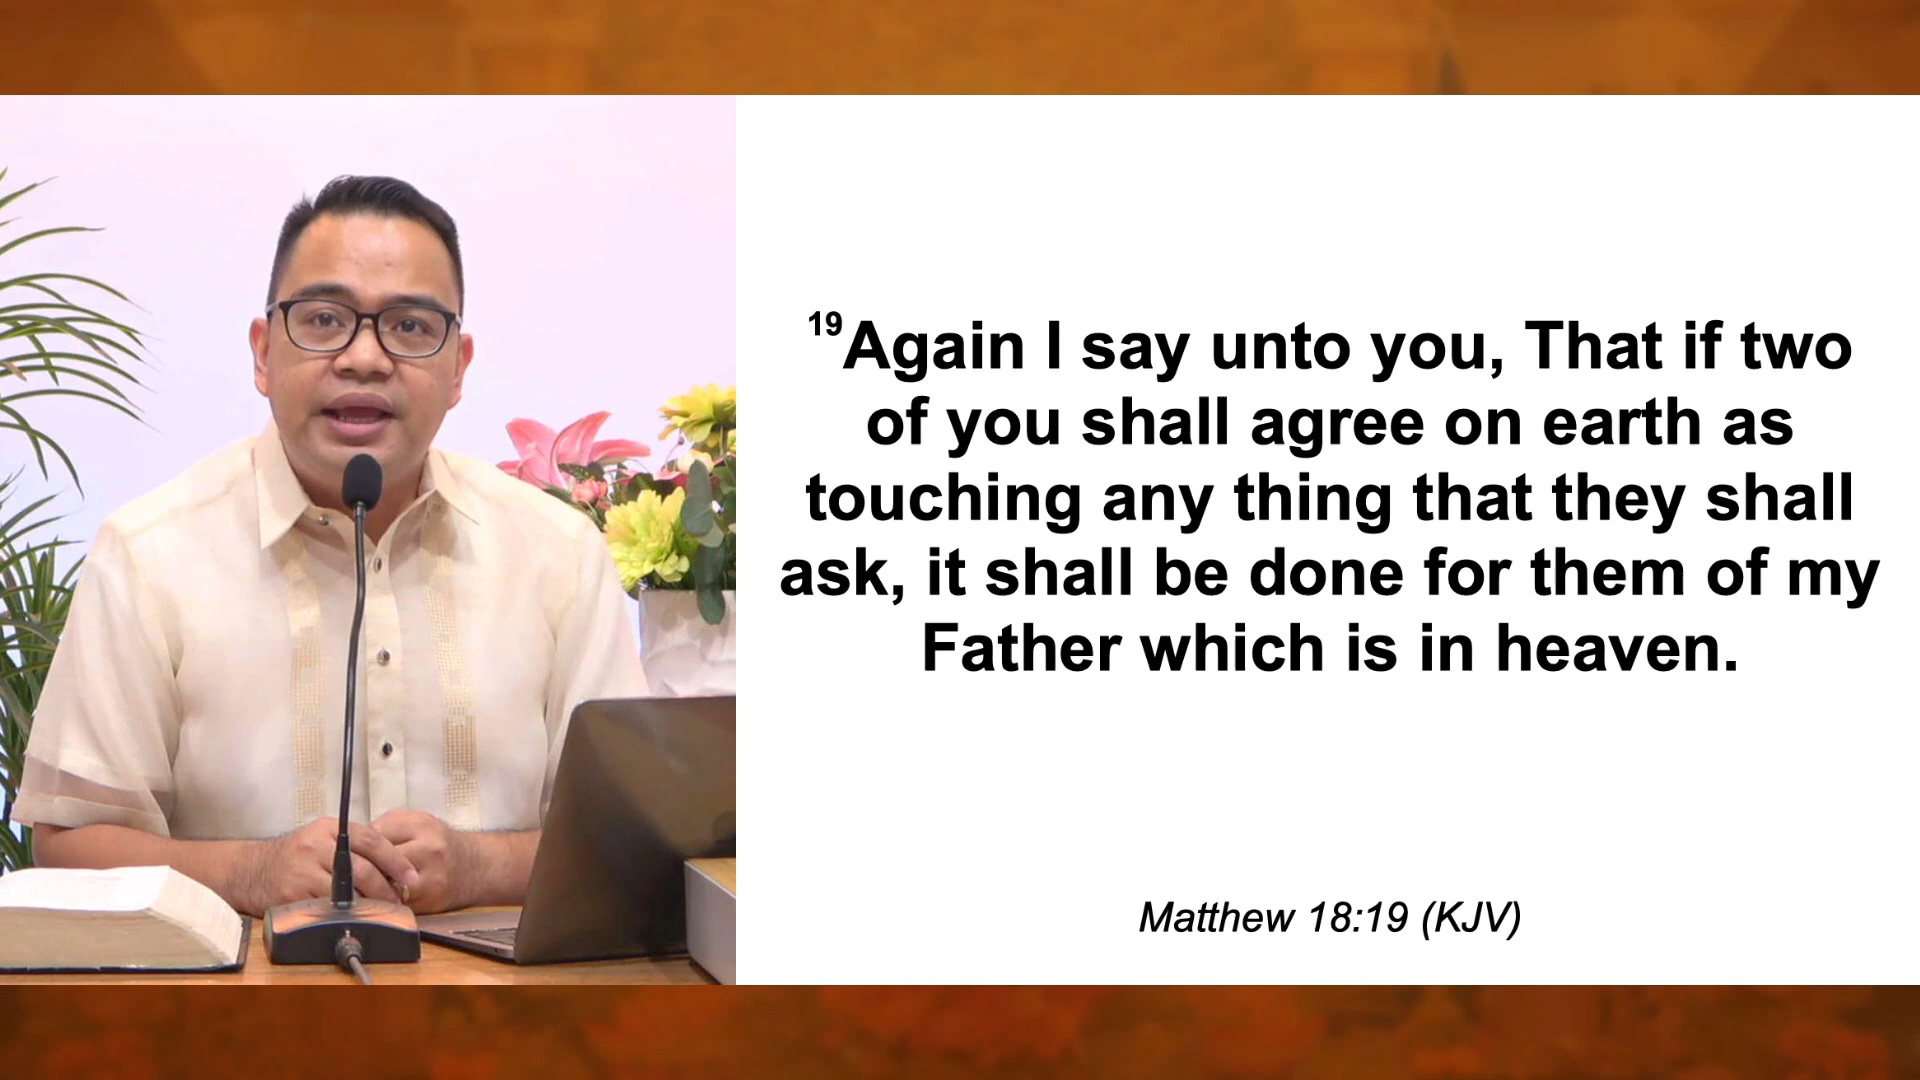 19Again I say unto you, That if two
of you shall agree on earth as
touching any thing that they shall
ask, it shall be done for them of my
Father which is in heaven.
Matthew 18:19 (KJV)